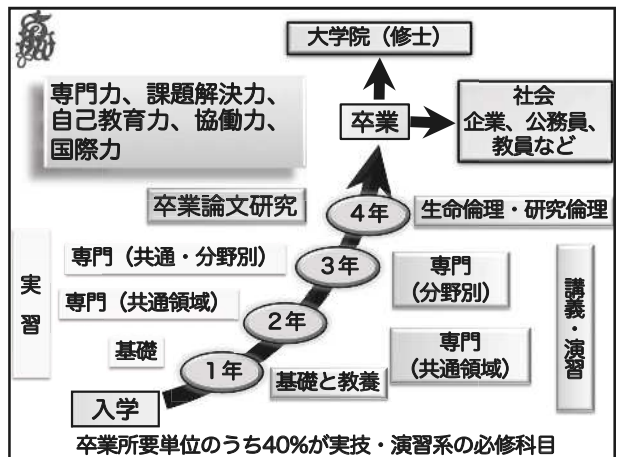 大学院（修士）
専門力、課題解決力、
自己教育力、協働力、
国際力
卒業
社会
企業、公務員、
教員など
卒業論文研究
4年
生命倫理・研究倫理
実習
専門（共通・分野別）
3年
専門
（分野別）
講義・演習
専門（共通領域）
2年
基礎
1年
専門
（共通領域）
基礎と教養
入学
卒業所要単位のうち40%が実技・演習系の必修科目